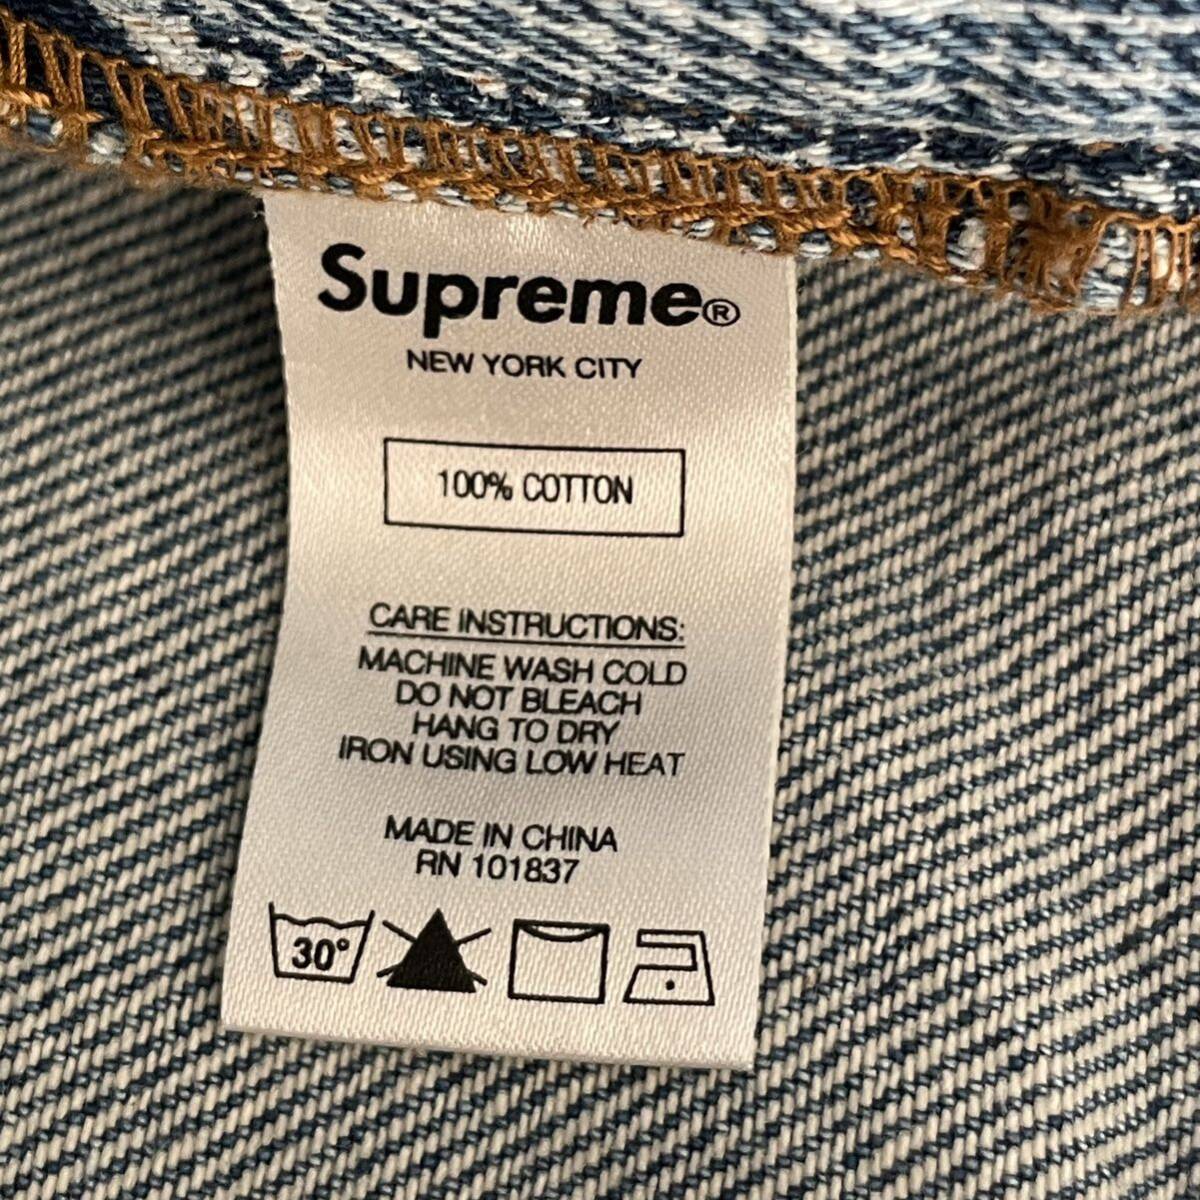 Supreme®
NEW YORK CITY
100% COTTON
CARE INSTRUCTIONS:
MACHINE WASH COLD
DO NOT BLEACH
HANG TO DRY
IRON USING LOW HEAT
MADE IN CHINA
RN 101837
30°